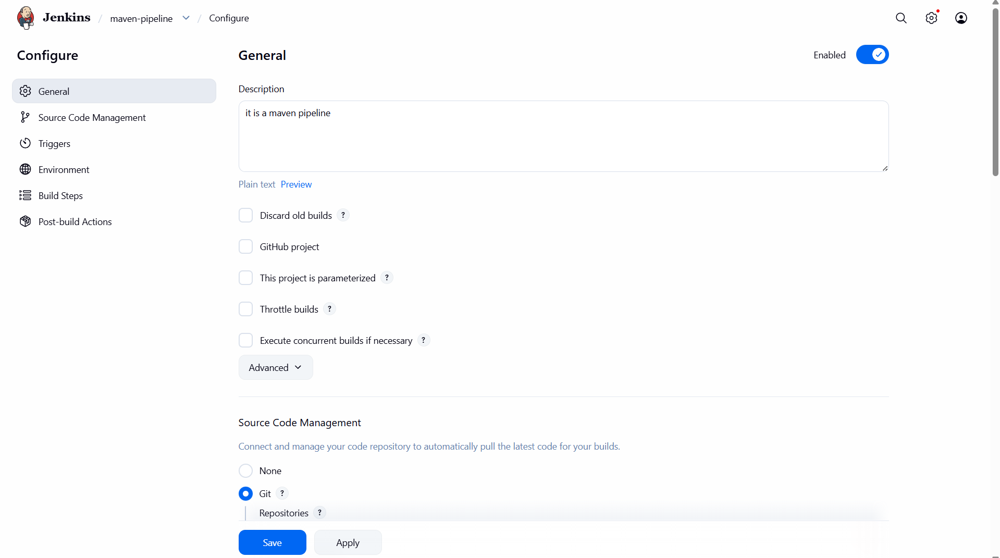 Jenkins / maven-pipeline / Configure
Configure
General
Source Code Management
Triggers
Environment
Build Steps
Post-build Actions
General
Enabled
Description
it is a maven pipeline
Plain text Preview
Discard old builds ?
GitHub project
This project is parameterized ?
Throttle builds ?
Execute concurrent builds if necessary ?
Advanced
Source Code Management
Connect and manage your code repository to automatically pull the latest code for your builds.
None
Git ?
Repositories ?
Save Apply